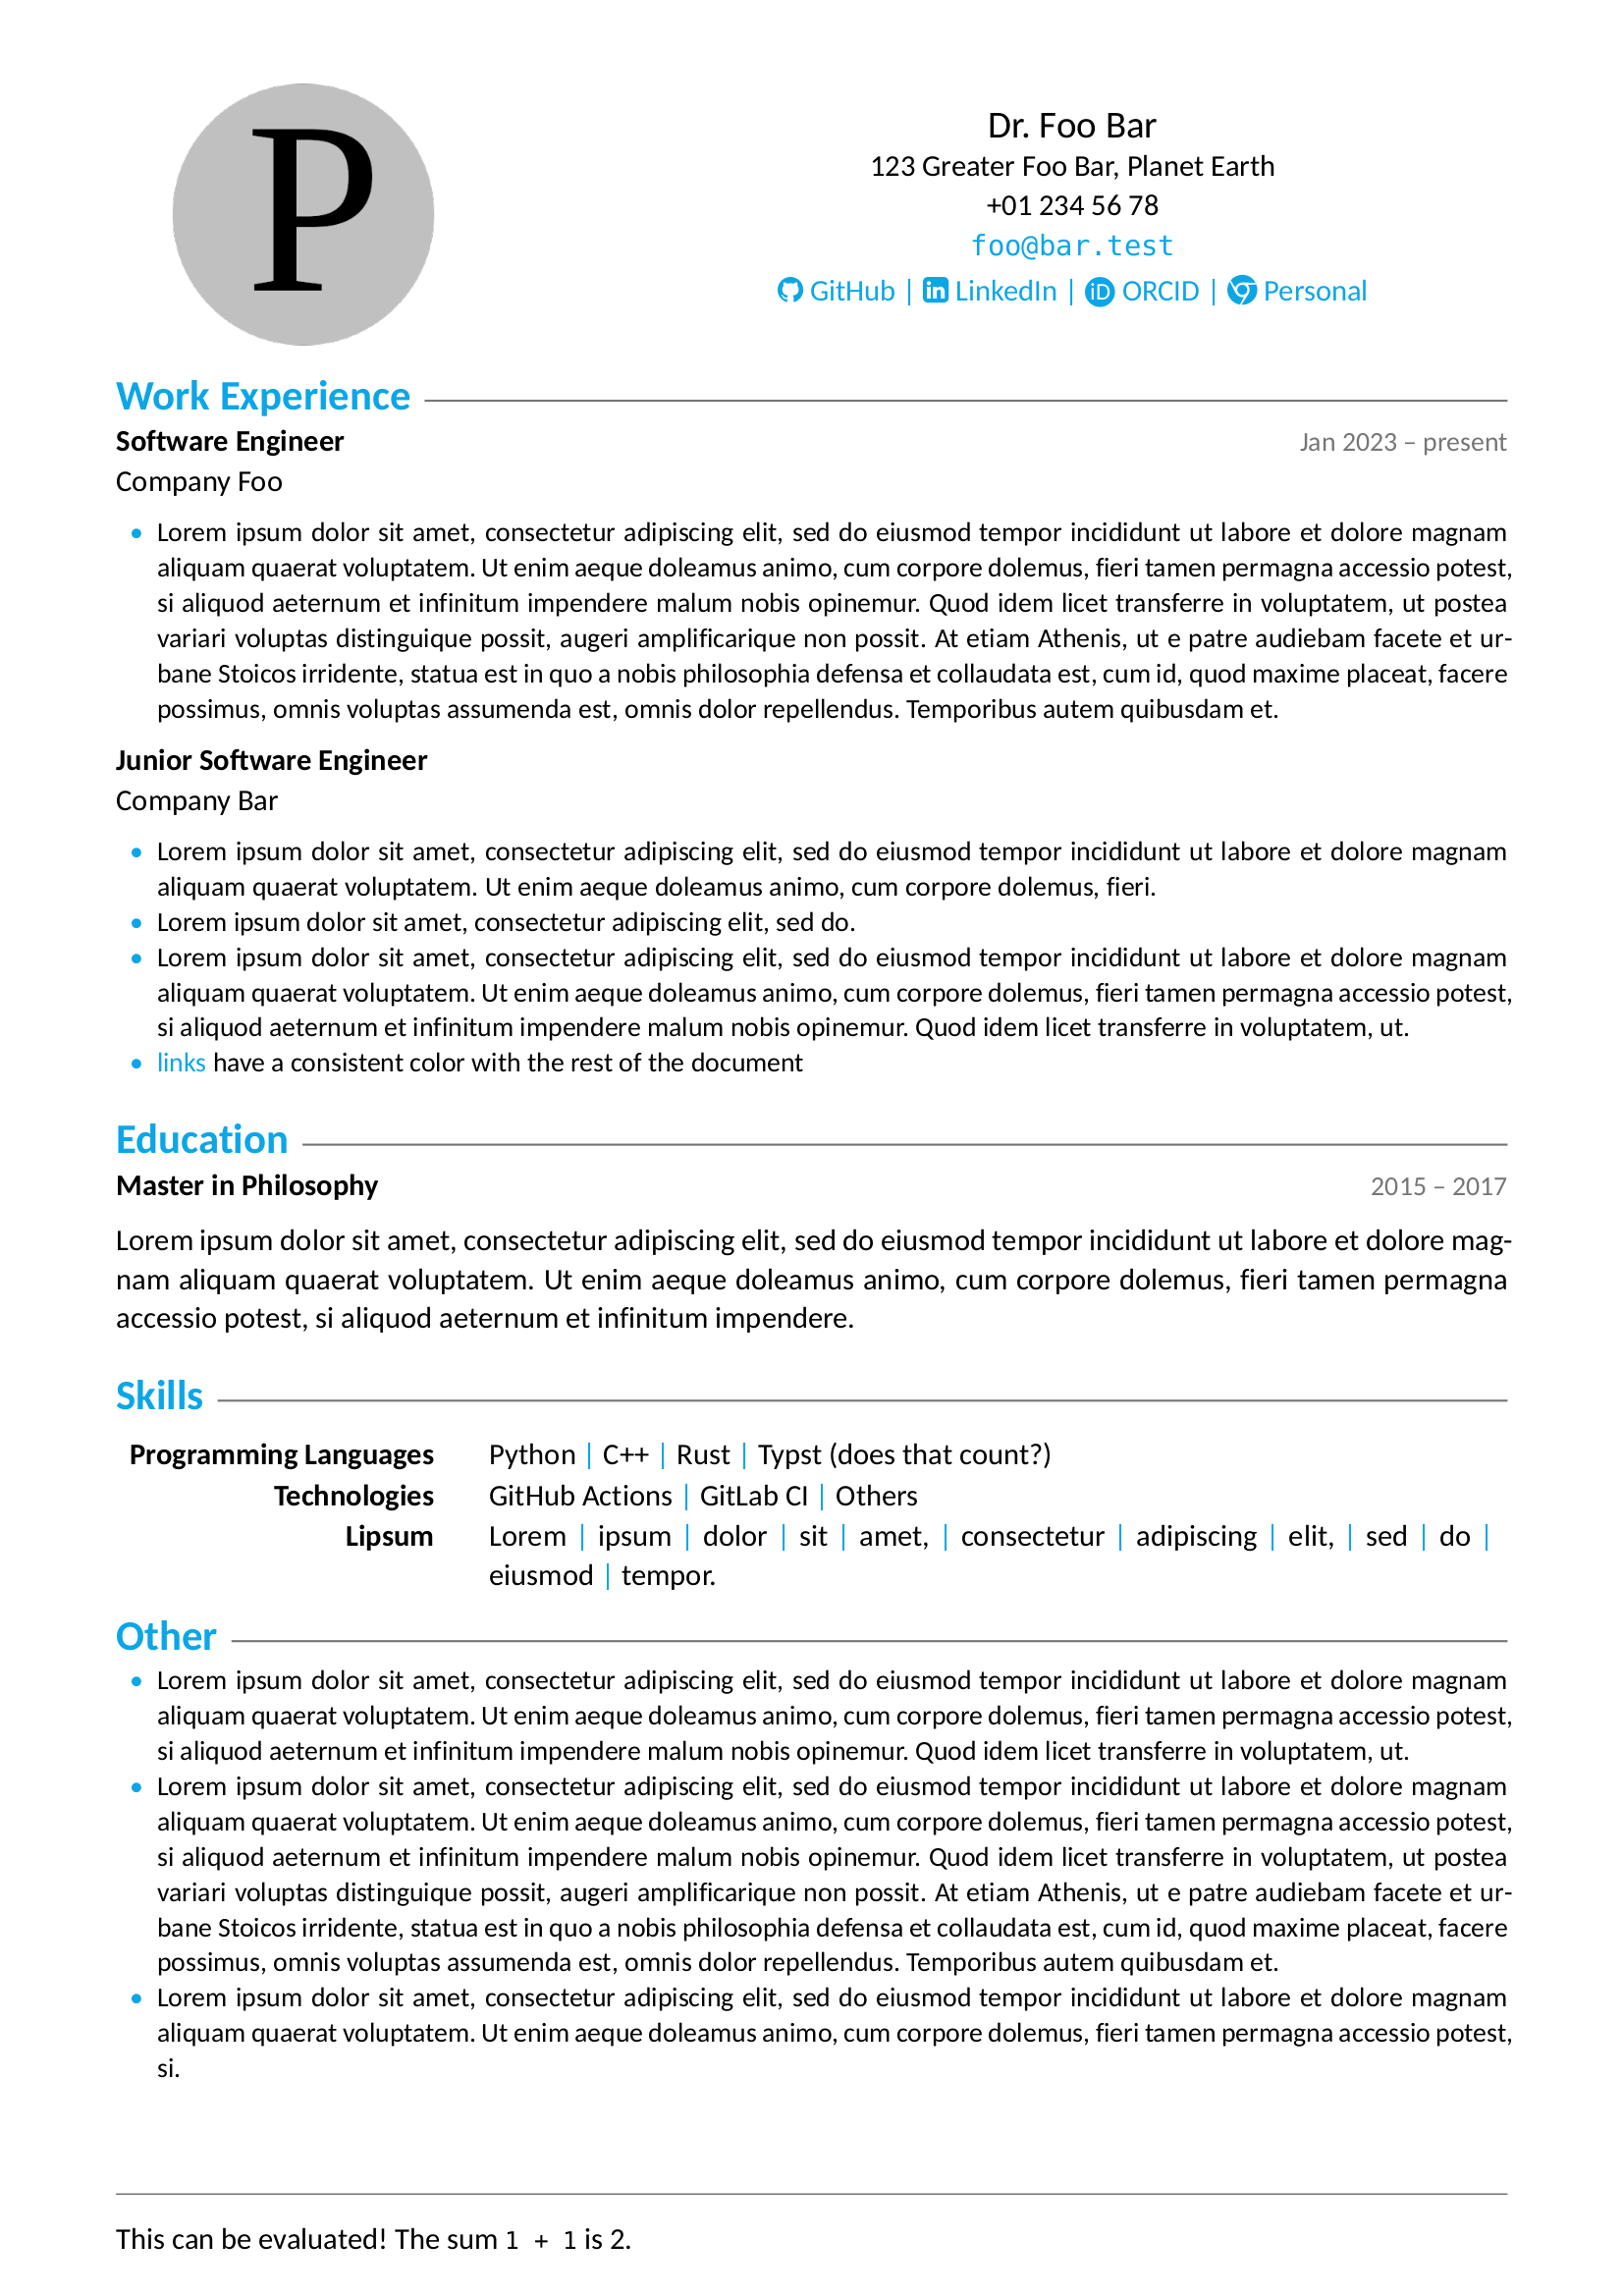 P
Dr. Foo Bar
123 Greater Foo Bar, Planet Earth
+01 234 56 78
foo@bar.test
GitHub | LinkedIn | ORCID | Personal
Work Experience
Software Engineer Jan 2023 – present
Company Foo
• Lorem ipsum dolor sit amet, consectetur adipiscing elit, sed do eiusmod tempor incididunt ut labore et dolore magnam
aliquam quaerat voluptatem. Ut enim aeque doleamus animo, cum corpore dolemus, fieri tamen permagna accessio potest,
si aliquod aeternum et infinitum impendere malum nobis opinemur. Quod idem licet transferre in voluptatem, ut postea
variari voluptas distinguique possit, augeri amplificarique non possit. At etiam Athenis, ut e patre audiebam facete et ur-
bane Stoicos irridente, statua est in quo a nobis philosophia defensa et collaudata est, cum id, quod maxime placeat, facere
possimus, omnis voluptas assumenda est, omnis dolor repellendus. Temporibus autem quibusdam et.
Junior Software Engineer
Company Bar
• Lorem ipsum dolor sit amet, consectetur adipiscing elit, sed do eiusmod tempor incididunt ut labore et dolore magnam
aliquam quaerat voluptatem. Ut enim aeque doleamus animo, cum corpore dolemus, fieri.
• Lorem ipsum dolor sit amet, consectetur adipiscing elit, sed do.
• Lorem ipsum dolor sit amet, consectetur adipiscing elit, sed do eiusmod tempor incididunt ut labore et dolore magnam
aliquam quaerat voluptatem. Ut enim aeque doleamus animo, cum corpore dolemus, fieri tamen permagna accessio potest,
si aliquod aeternum et infinitum impendere malum nobis opinemur. Quod idem licet transferre in voluptatem, ut.
• links have a consistent color with the rest of the document
Education
Master in Philosophy 2015 – 2017
Lorem ipsum dolor sit amet, consectetur adipiscing elit, sed do eiusmod tempor incididunt ut labore et dolore mag-
nam aliquam quaerat voluptatem. Ut enim aeque doleamus animo, cum corpore dolemus, fieri tamen permagna
accessio potest, si aliquod aeternum et infinitum impendere.
Skills
Programming Languages Python | C++ | Rust | Typst (does that count?)
Technologies GitHub Actions | GitLab CI | Others
Lipsum Lorem | ipsum | dolor | sit | amet, | consectetur | adipiscing | elit, | sed | do |
eiusmod | tempor.
Other
• Lorem ipsum dolor sit amet, consectetur adipiscing elit, sed do eiusmod tempor incididunt ut labore et dolore magnam
aliquam quaerat voluptatem. Ut enim aeque doleamus animo, cum corpore dolemus, fieri tamen permagna accessio potest,
si aliquod aeternum et infinitum impendere malum nobis opinemur. Quod idem licet transferre in voluptatem, ut.
• Lorem ipsum dolor sit amet, consectetur adipiscing elit, sed do eiusmod tempor incididunt ut labore et dolore magnam
aliquam quaerat voluptatem. Ut enim aeque doleamus animo, cum corpore dolemus, fieri tamen permagna accessio potest,
si aliquod aeternum et infinitum impendere malum nobis opinemur. Quod idem licet transferre in voluptatem, ut postea
variari voluptas distinguique possit, augeri amplificarique non possit. At etiam Athenis, ut e patre audiebam facete et ur-
bane Stoicos irridente, statua est in quo a nobis philosophia defensa et collaudata est, cum id, quod maxime placeat, facere
possimus, omnis voluptas assumenda est, omnis dolor repellendus. Temporibus autem quibusdam et.
• Lorem ipsum dolor sit amet, consectetur adipiscing elit, sed do eiusmod tempor incididunt ut labore et dolore magnam
aliquam quaerat voluptatem. Ut enim aeque doleamus animo, cum corpore dolemus, fieri tamen permagna accessio potest,
si.
This can be evaluated! The sum 1 + 1 is 2.